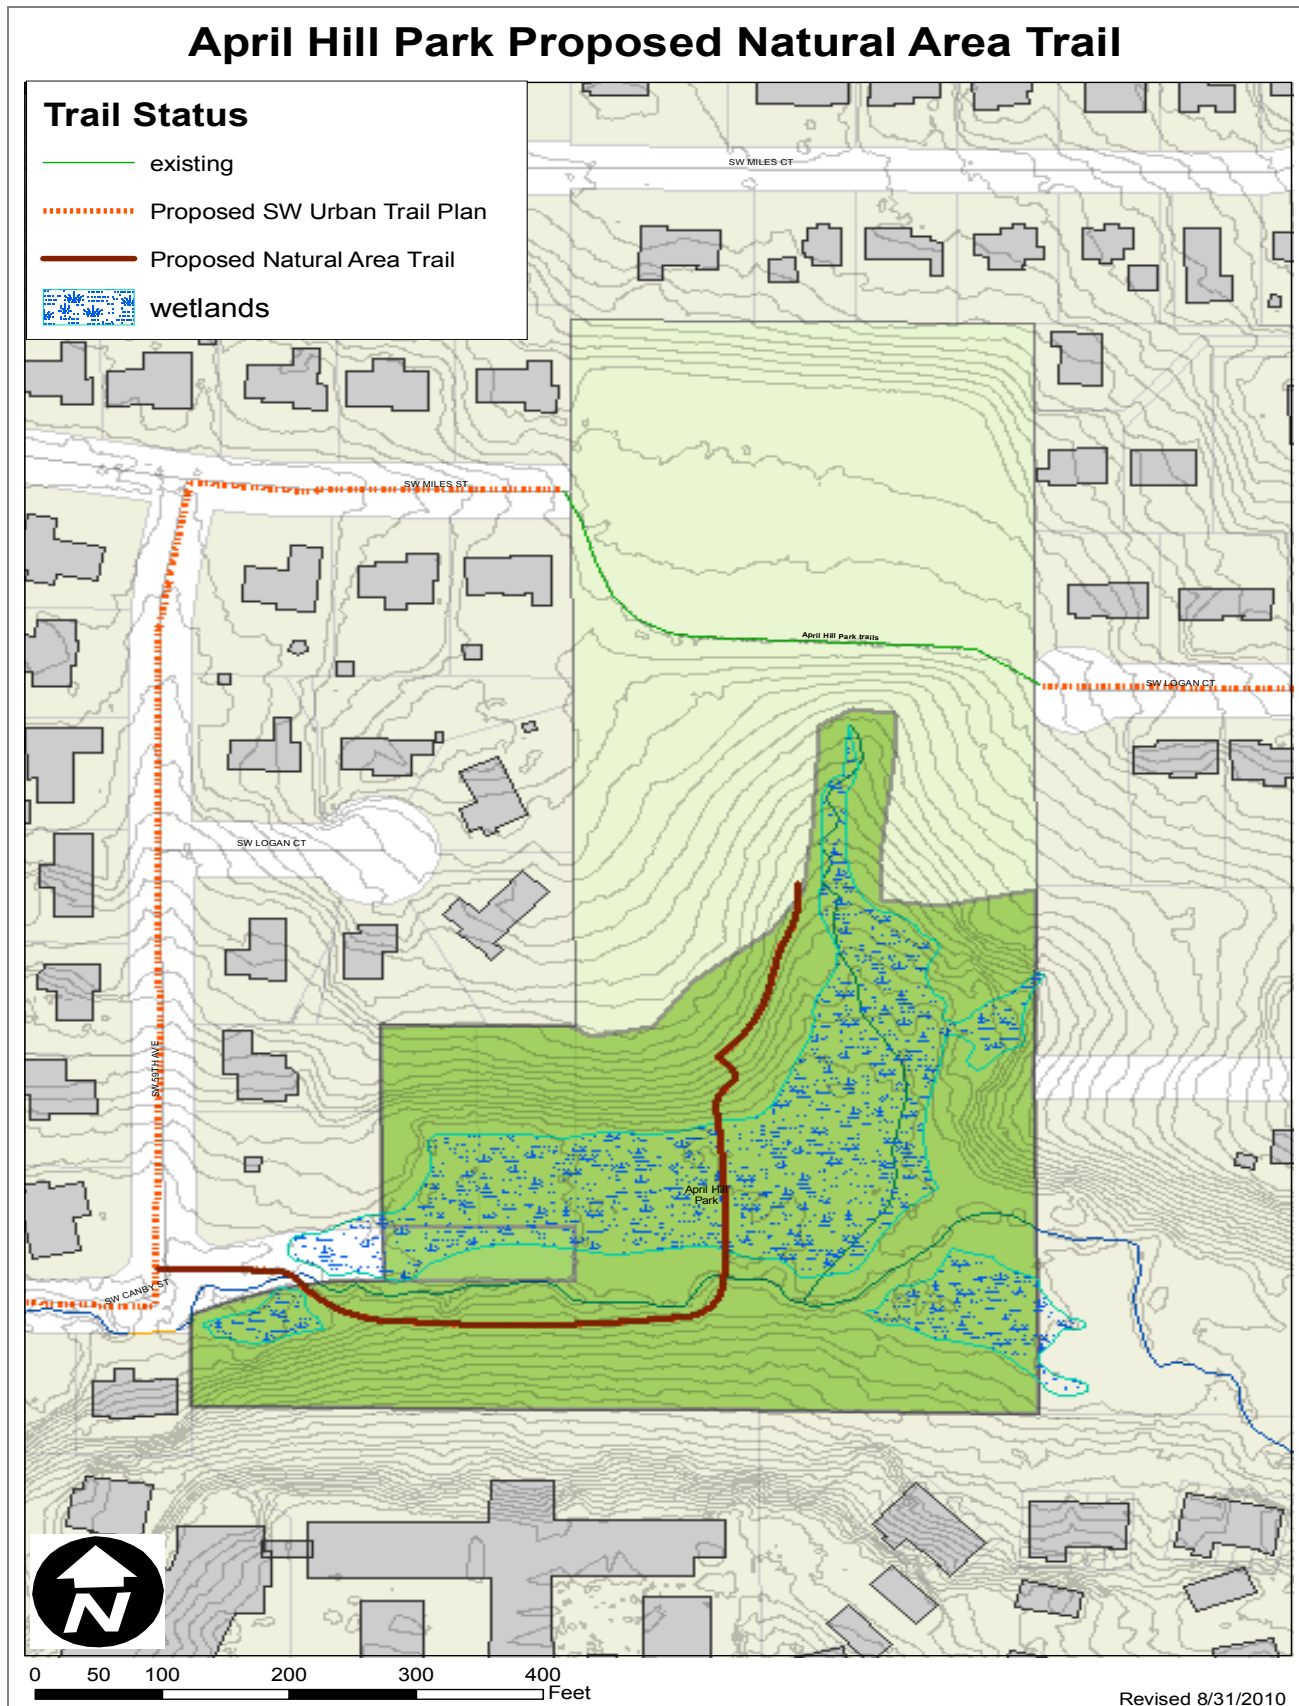 April Hill Park Proposed Natural Area Trail
Trail Status
existing
Proposed SW Urban Trail Plan
Proposed Natural Area Trail
wetlands
SW MILES CT
SW MILES ST
April Hill Park trails
SW LOGAN CT
SW LOGAN CT
SW 59TH AVE
April Hill
Park
SW CANBY ST
N
0 50 100 200 300 400
Feet
Revised 8/31/2010